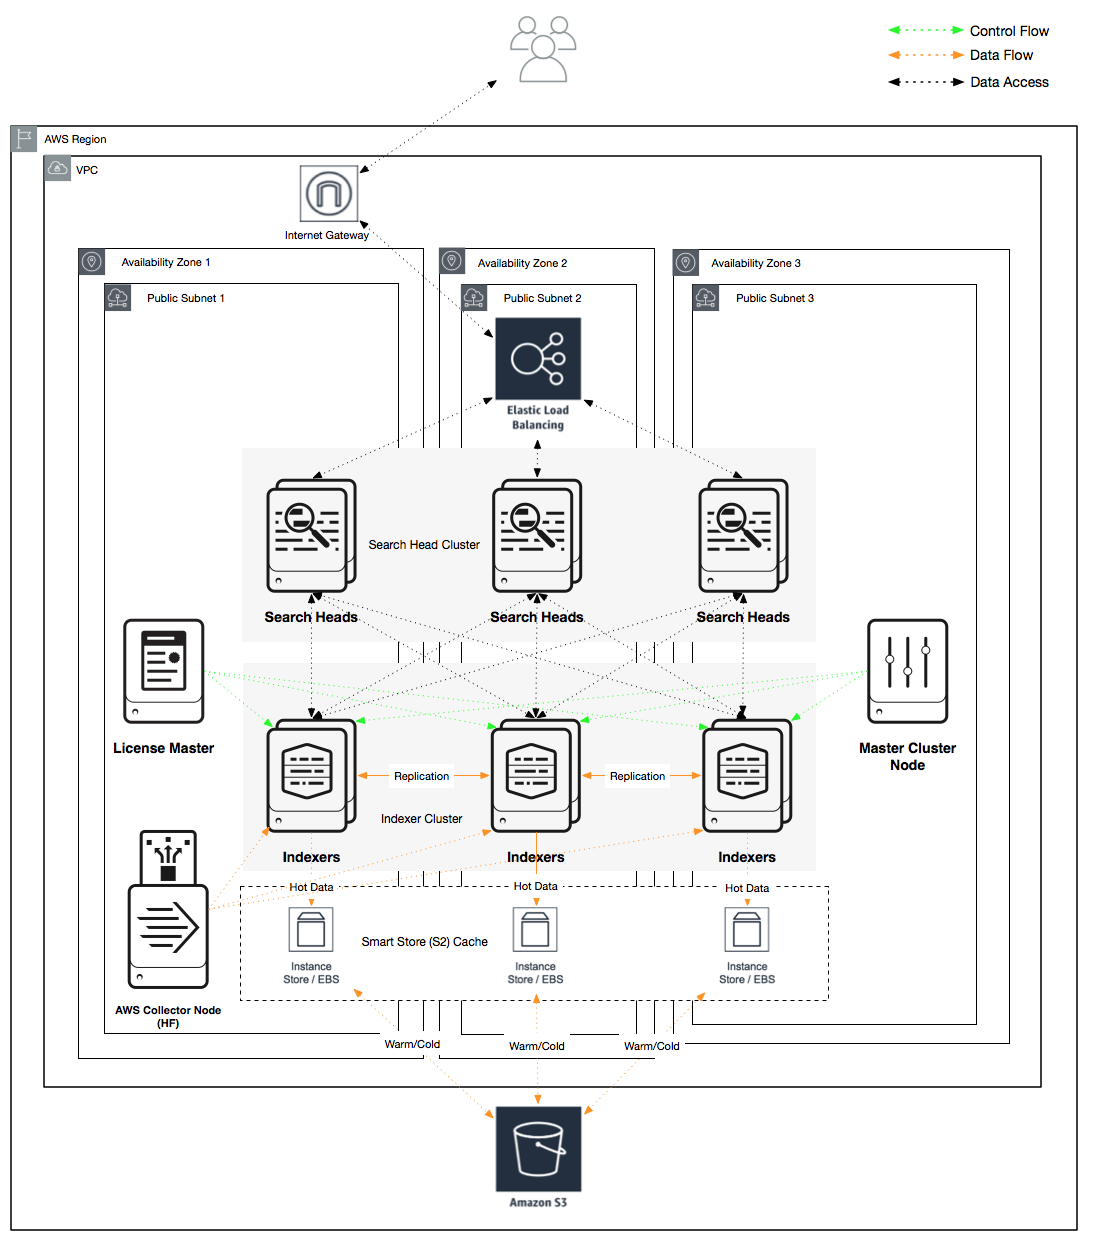 Control Flow
Data Flow
Data Access
AWS Region
VPC
Internet Gateway
Availability Zone 1
Availability Zone 2
Availability Zone 3
Public Subnet 1
Public Subnet 2
Public Subnet 3
Elastic Load
Balancing
Search Head Cluster
Search Heads
Search Heads
Search Heads
License Master
Master Cluster
Node
Replication
Replication
Indexer Cluster
Indexers
Indexers
Indexers
Hot Data
Hot Data
Hot Data
Smart Store (S2) Cache
Instance
Store / EBS
Instance
Store / EBS
Instance
Store / EBS
AWS Collector Node
(HF)
Warm/Cold
Warm/Cold
Warm/Cold
Amazon S3